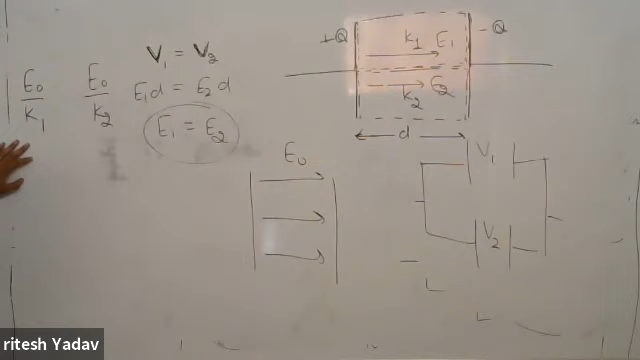 V₁ = V₂
E₁d = E₂d
E₁ = E₂
E₀/k₁
E₀/k₂
+Q
-Q
k₁ E₁
E₂
k₂
d
E₀
V₁
V₂
ritesh Yadav